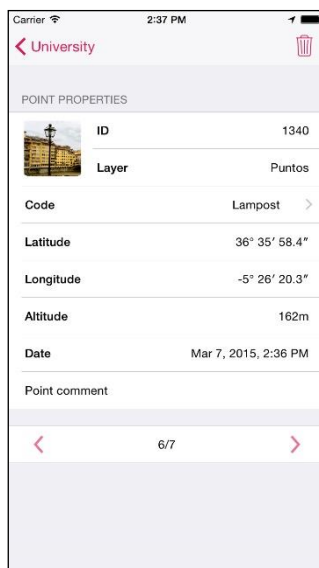 Carrier 2:37 PM
University
POINT PROPERTIES
ID 1340
Layer Puntos
Code Lampost
Latitude 36° 35′ 58.4″
Longitude -5° 26′ 20.3″
Altitude 162m
Date Mar 7, 2015, 2:36 PM
Point comment
6/7